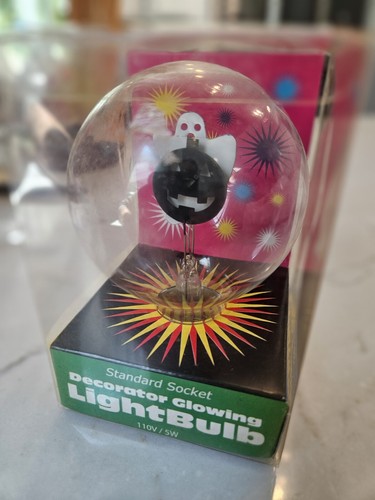 Standard Socket
Decorator Glowing
LightBulb
110V / 5W